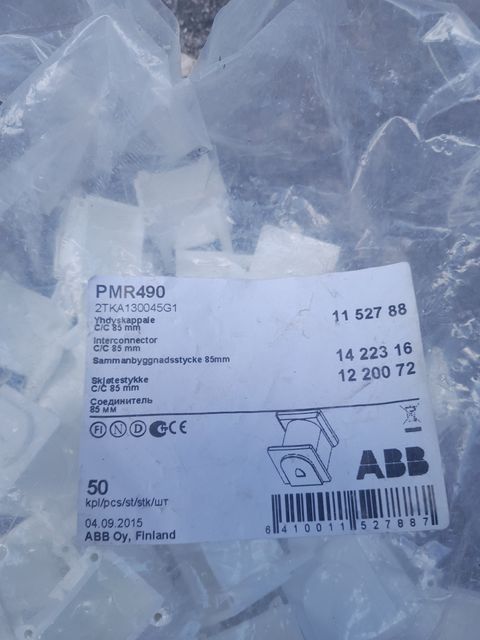 PMR490
2TKA130045G1
Yhdyskappale
C/C 85 mm
11 527 88
Interconnector
C/C 85 mm
Sammanbyggnadsstycke 85mm
14 223 16
Skjøtestykke
C/C 85 mm
12 200 72
Соединитель
85 мм
FI N D CE
ABB
50
kpl/pcs/st/stk/шт
04.09.2015
ABB Oy, Finland
6 410011 527887